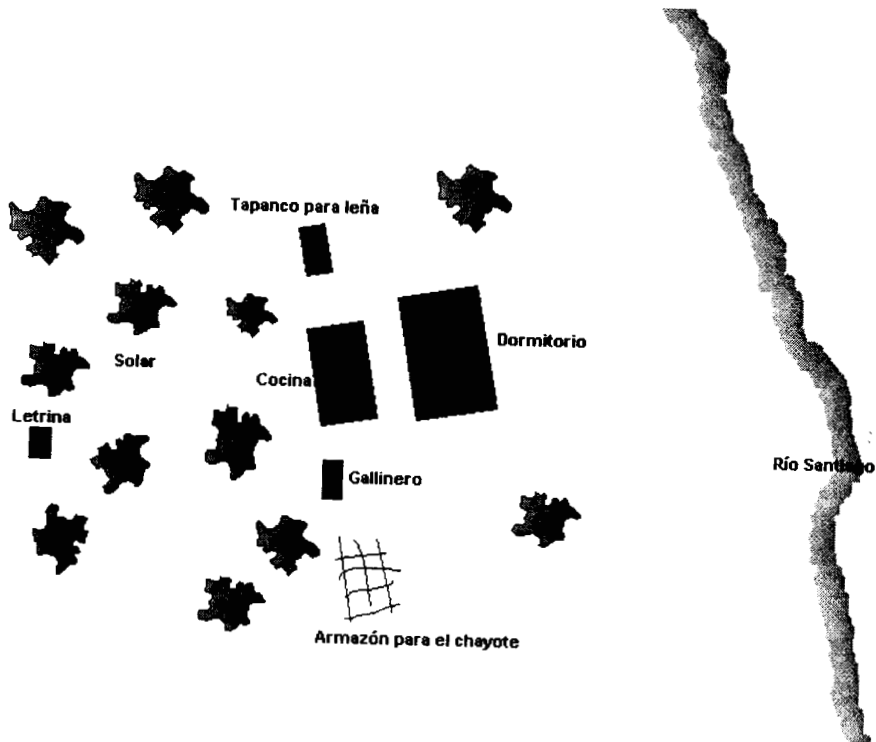 Tapanco para leña
Dormitorio
Solar
Cocina
Letrina
Gallinero
Río Santiago
Armazón para el chayote